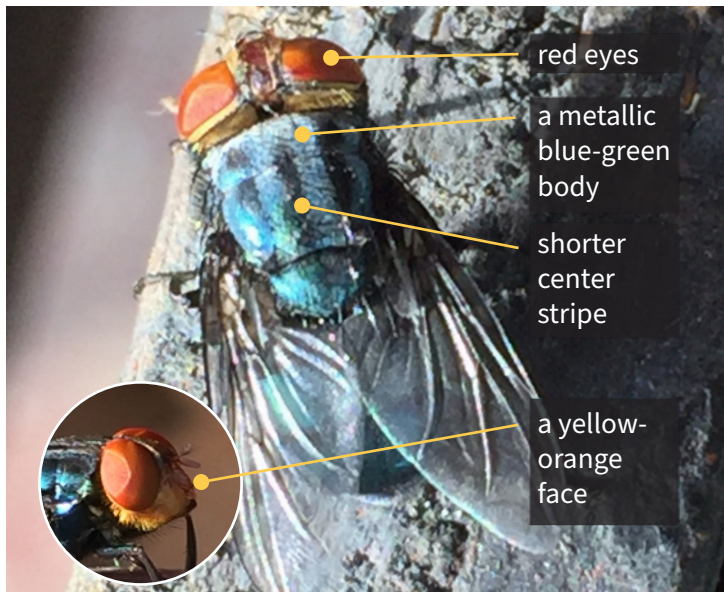 red eyes
a metallic
blue-green
body
shorter
center
stripe
a yellow-
orange
face